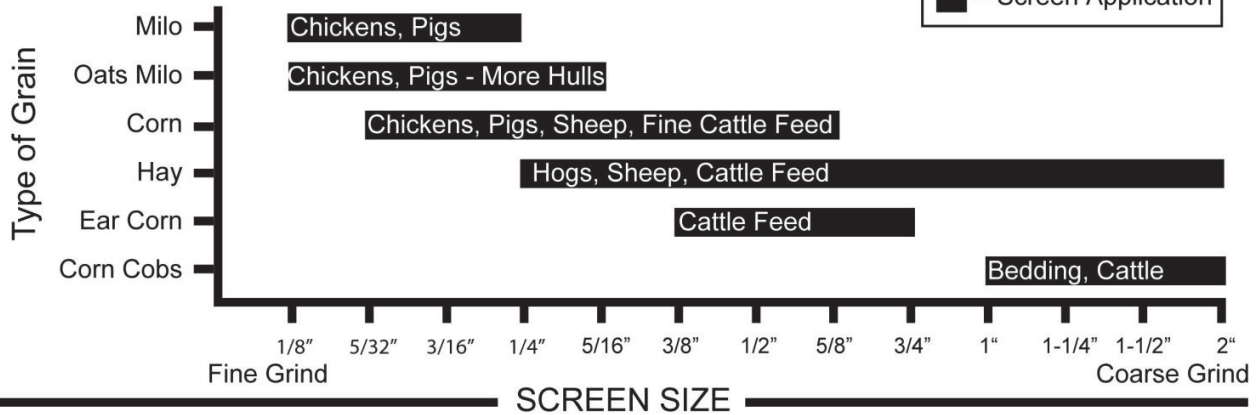 Screen Application
Type of Grain
Milo
Chickens, Pigs
Oats Milo
Chickens, Pigs - More Hulls
Corn
Chickens, Pigs, Sheep, Fine Cattle Feed
Hay
Hogs, Sheep, Cattle Feed
Ear Corn
Cattle Feed
Corn Cobs
Bedding, Cattle
1/8” 5/32” 3/16” 1/4” 5/16” 3/8” 1/2” 5/8” 3/4” 1“ 1-1/4” 1-1/2” 2“
Fine Grind Coarse Grind
SCREEN SIZE